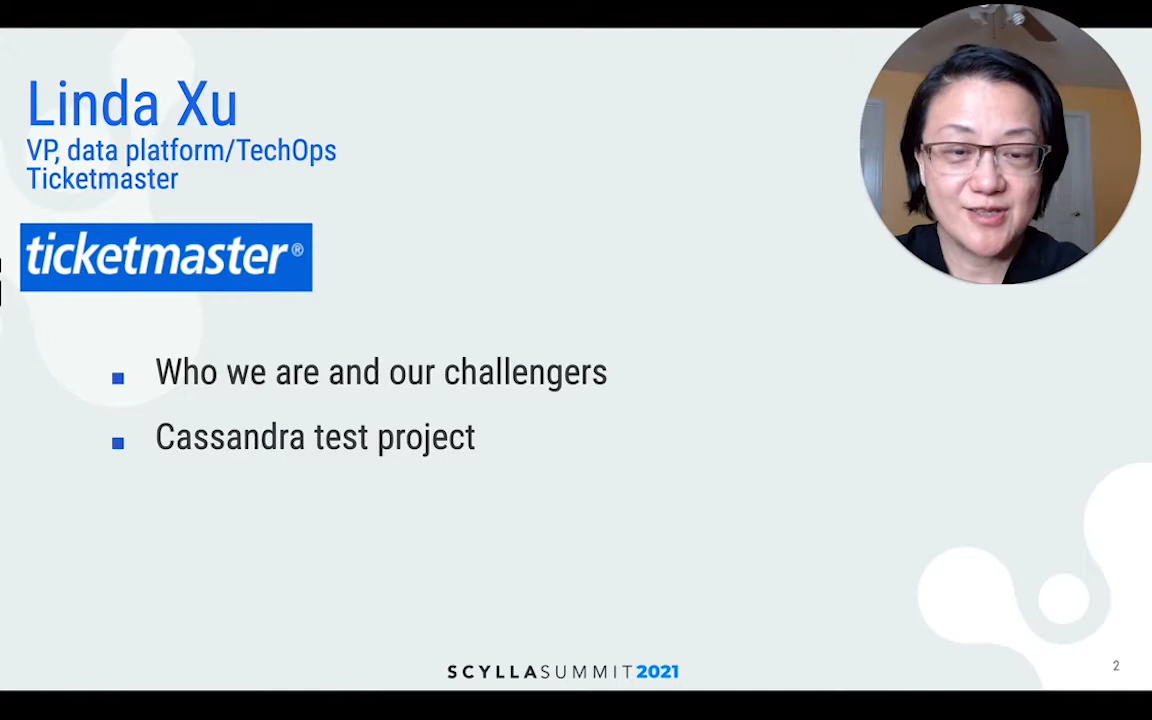 Linda Xu
VP, data platform/TechOps
Ticketmaster
ticketmaster®
Who we are and our challengers
Cassandra test project
SCYLLASUMMIT2021
2